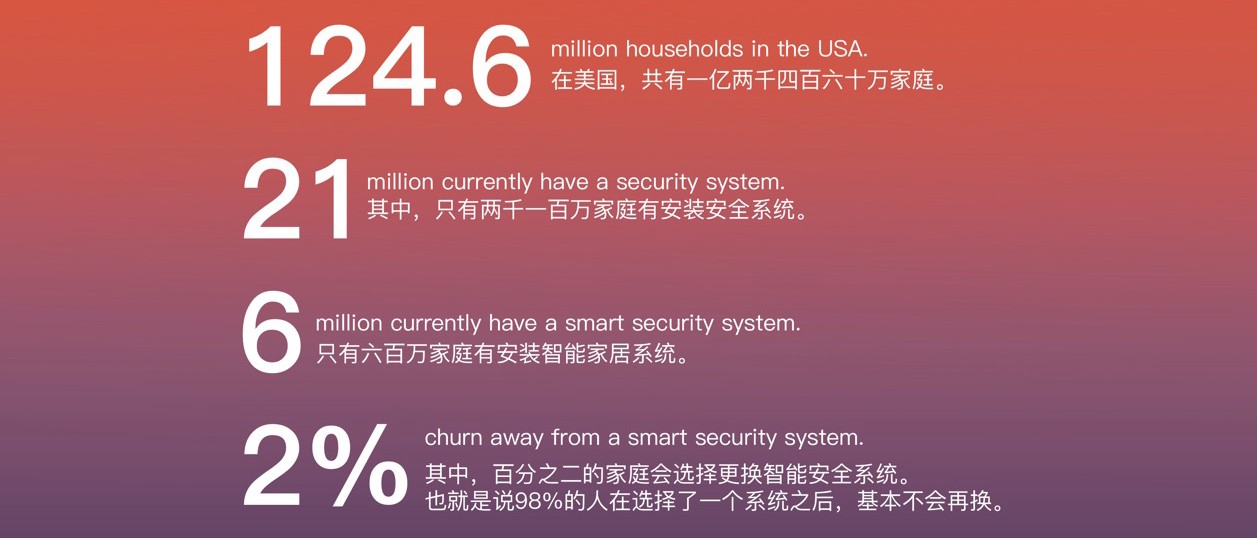 124.6 million households in the USA.
在美国，共有一亿两千四百六十万家庭。
21 million currently have a security system.
其中，只有两千一百万家庭有安装安全系统。
6 million currently have a smart security system.
只有六百万家庭有安装智能家居系统。
2% churn away from a smart security system.
其中，百分之二的家庭会选择更换智能安全系统。
也就是说98%的人在选择了一个系统之后，基本不会再换。